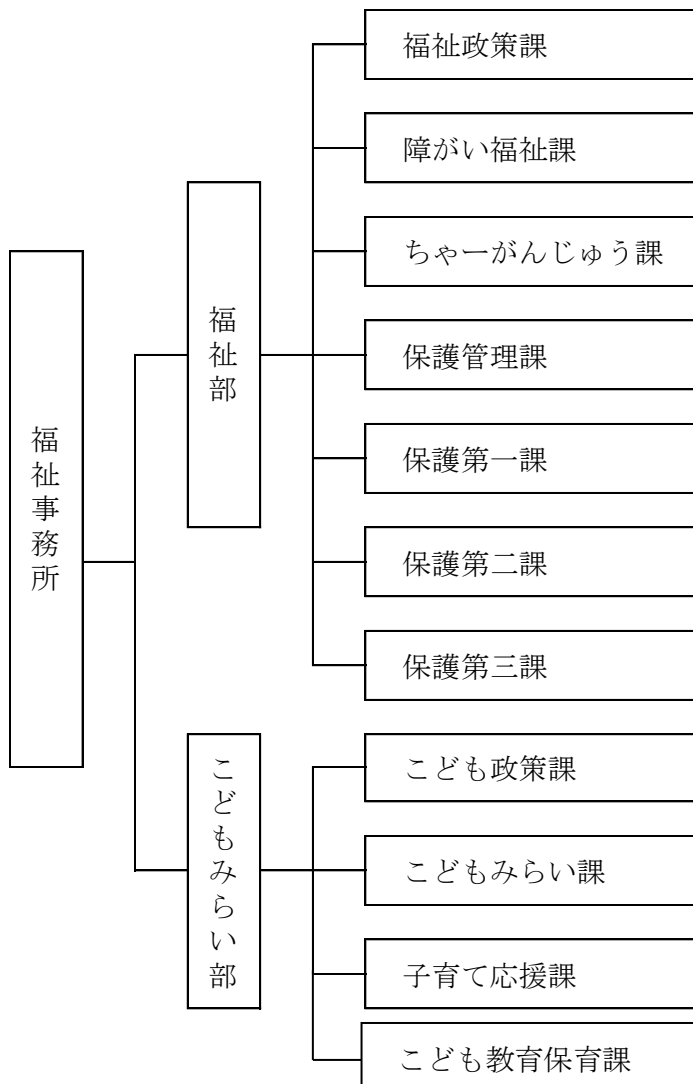 福祉事務所
福祉部
福祉政策課
障がい福祉課
ちゃーがんじゅう課
保護管理課
保護第一課
保護第二課
保護第三課
こどもみらい部
こども政策課
こどもみらい課
子育て応援課
こども教育保育課